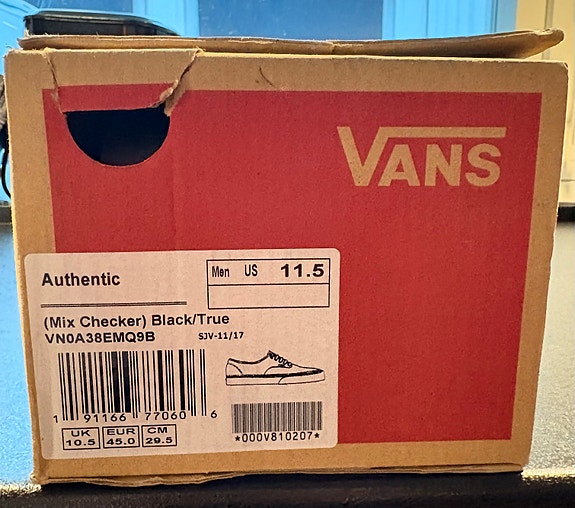 VANS
Authentic
Men US 11.5
(Mix Checker) Black/True
VN0A38EMQ9B SJV-11/17
1 91166 77060 6
UK EUR CM
10.5 45.0 29.5
*000V810207*